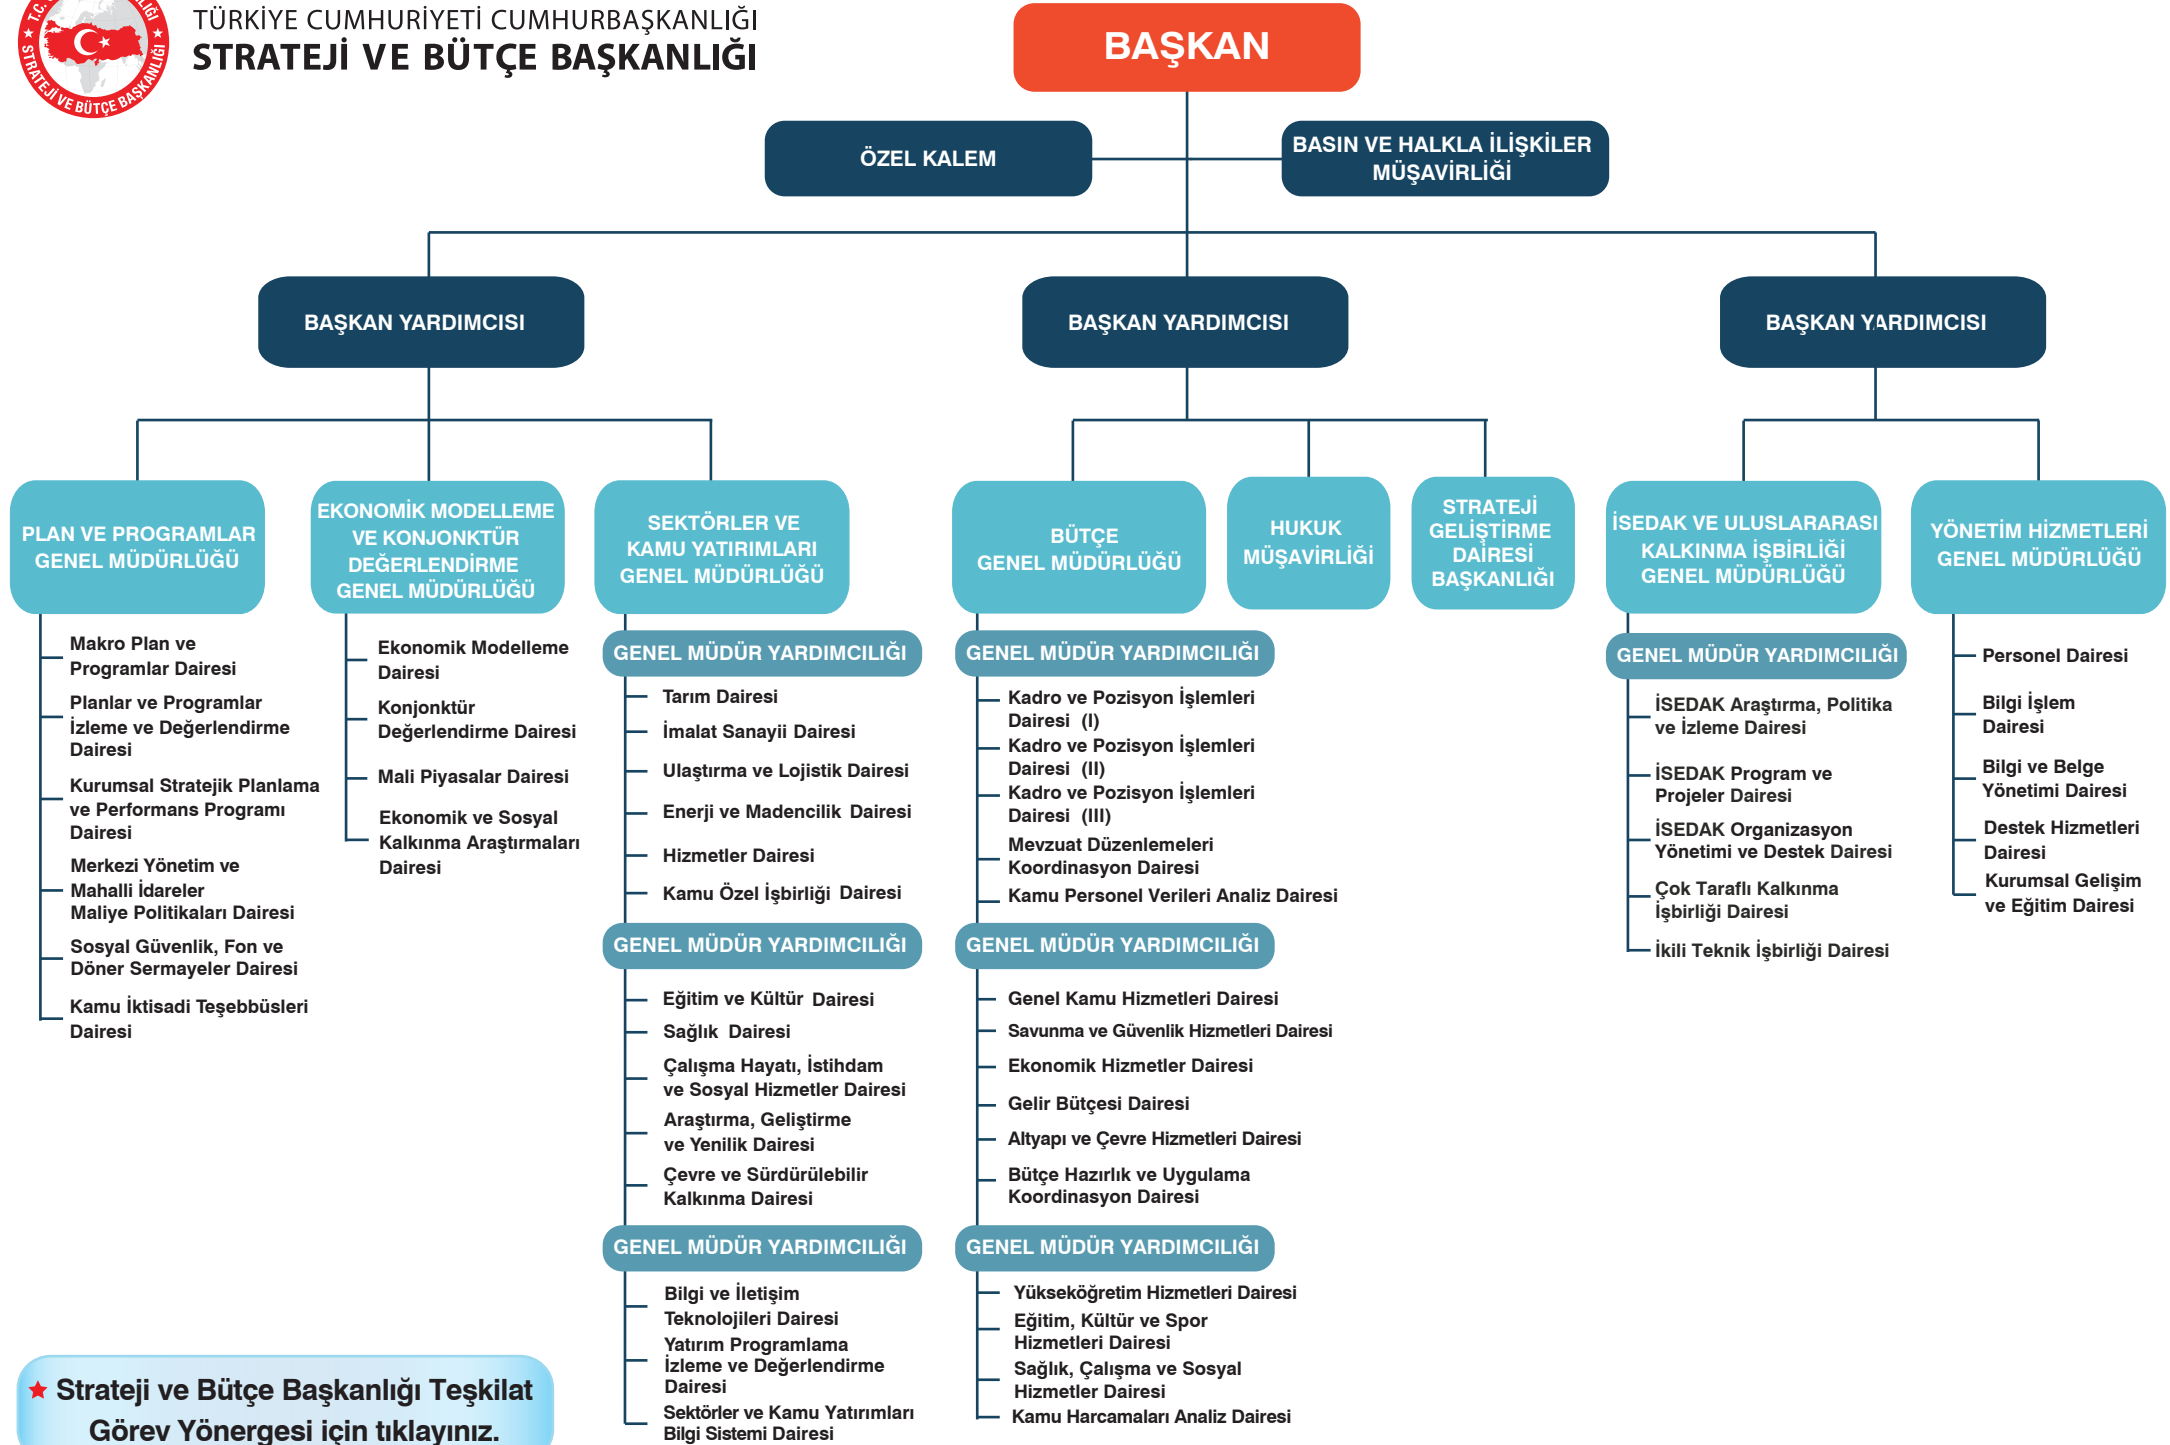 TÜRKİYE CUMHURİYETİ CUMHURBAŞKANLIĞI
STRATEJİ VE BÜTÇE BAŞKANLIĞI
STRATEJİ VE BÜTÇE BAŞKANLIĞI
BAŞKAN
ÖZEL KALEM
BASIN VE HALKLA İLİŞKİLER
MÜŞAVİRLİĞİ
BAŞKAN YARDIMCISI
BAŞKAN YARDIMCISI
BAŞKAN YARDIMCISI
PLAN VE PROGRAMLAR
GENEL MÜDÜRLÜĞÜ
Makro Plan ve
Programlar Dairesi
Planlar ve Programlar
İzleme ve Değerlendirme
Dairesi
Kurumsal Stratejik Planlama
ve Performans Programı
Dairesi
Merkezi Yönetim ve
Mahalli İdareler
Maliye Politikaları Dairesi
Sosyal Güvenlik, Fon ve
Döner Sermayeler Dairesi
Kamu İktisadi Teşebbüsleri
Dairesi
EKONOMİK MODELLEME
VE KONJONKTÜR
DEĞERLENDİRME
GENEL MÜDÜRLÜĞÜ
Ekonomik Modelleme
Dairesi
Konjonktür
Değerlendirme Dairesi
Mali Piyasalar Dairesi
Ekonomik ve Sosyal
Kalkınma Araştırmaları
Dairesi
SEKTÖRLER VE
KAMU YATIRIMLARI
GENEL MÜDÜRLÜĞÜ
GENEL MÜDÜR YARDIMCILIĞI
Tarım Dairesi
İmalat Sanayii Dairesi
Ulaştırma ve Lojistik Dairesi
Enerji ve Madencilik Dairesi
Hizmetler Dairesi
Kamu Özel İşbirliği Dairesi
GENEL MÜDÜR YARDIMCILIĞI
Eğitim ve Kültür Dairesi
Sağlık Dairesi
Çalışma Hayatı, İstihdam
ve Sosyal Hizmetler Dairesi
Araştırma, Geliştirme
ve Yenilik Dairesi
Çevre ve Sürdürülebilir
Kalkınma Dairesi
GENEL MÜDÜR YARDIMCILIĞI
Bilgi ve İletişim
Teknolojileri Dairesi
Yatırım Programlama
İzleme ve Değerlendirme
Dairesi
Sektörler ve Kamu Yatırımları
Bilgi Sistemi Dairesi
BÜTÇE
GENEL MÜDÜRLÜĞÜ
GENEL MÜDÜR YARDIMCILIĞI
Kadro ve Pozisyon İşlemleri
Dairesi (I)
Kadro ve Pozisyon İşlemleri
Dairesi (II)
Kadro ve Pozisyon İşlemleri
Dairesi (III)
Mevzuat Düzenlemeleri
Koordinasyon Dairesi
Kamu Personel Verileri Analiz Dairesi
GENEL MÜDÜR YARDIMCILIĞI
Genel Kamu Hizmetleri Dairesi
Savunma ve Güvenlik Hizmetleri Dairesi
Ekonomik Hizmetler Dairesi
Gelir Bütçesi Dairesi
Altyapı ve Çevre Hizmetleri Dairesi
Bütçe Hazırlık ve Uygulama
Koordinasyon Dairesi
GENEL MÜDÜR YARDIMCILIĞI
Yükseköğretim Hizmetleri Dairesi
Eğitim, Kültür ve Spor
Hizmetleri Dairesi
Sağlık, Çalışma ve Sosyal
Hizmetler Dairesi
Kamu Harcamaları Analiz Dairesi
HUKUK
MÜŞAVİRLİĞİ
STRATEJİ
GELİŞTİRME
DAİRESİ
BAŞKANLIĞI
İSEDAK VE ULUSLARARASI
KALKINMA İŞBİRLİĞİ
GENEL MÜDÜRLÜĞÜ
GENEL MÜDÜR YARDIMCILIĞI
İSEDAK Araştırma, Politika
ve İzleme Dairesi
İSEDAK Program ve
Projeler Dairesi
İSEDAK Organizasyon
Yönetimi ve Destek Dairesi
Çok Taraflı Kalkınma
İşbirliği Dairesi
İkili Teknik İşbirliği Dairesi
YÖNETİM HİZMETLERİ
GENEL MÜDÜRLÜĞÜ
Personel Dairesi
Bilgi İşlem
Dairesi
Bilgi ve Belge
Yönetimi Dairesi
Destek Hizmetleri
Dairesi
Kurumsal Gelişim
ve Eğitim Dairesi
Strateji ve Bütçe Başkanlığı Teşkilat
Görev Yönergesi için tıklayınız.